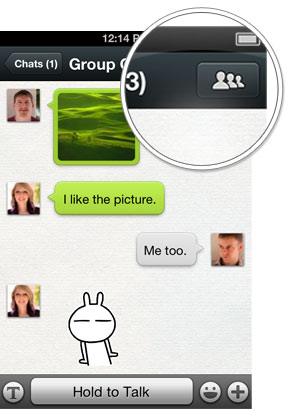 12:14 P
Chats (1)
Group
3)
I like the picture.
Me too.
T
Hold to Talk